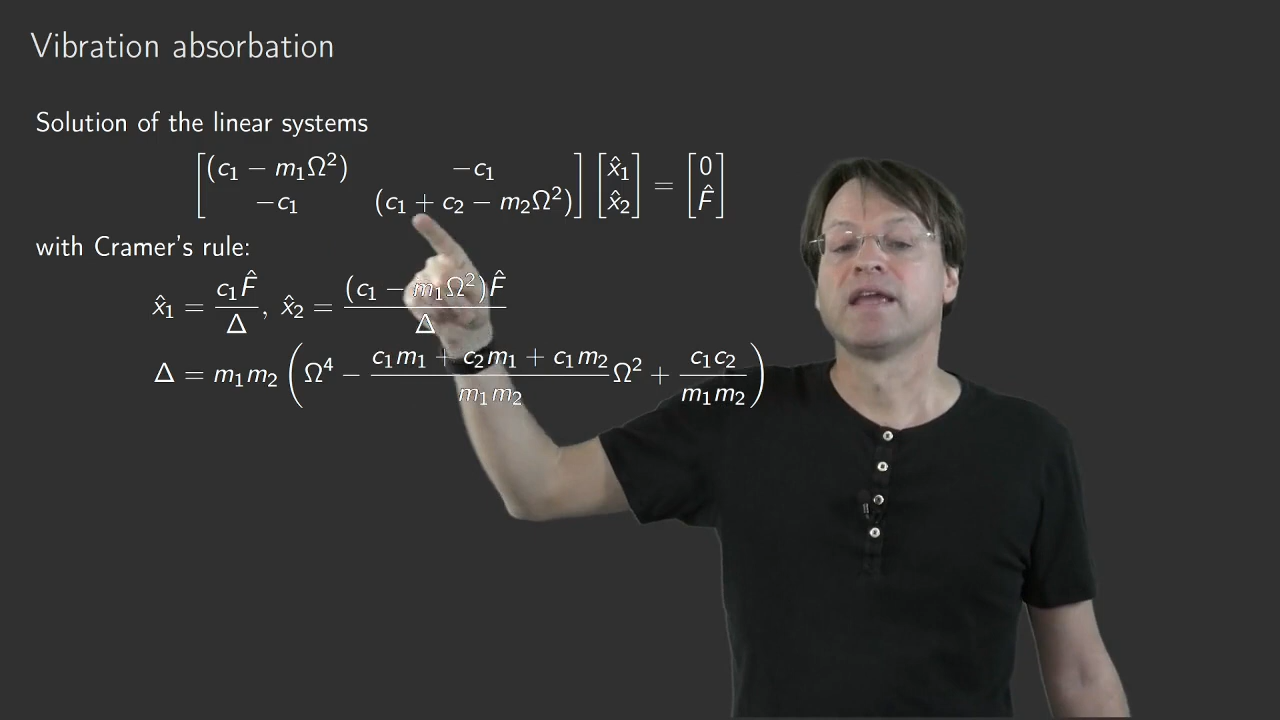 Vibration absorbation
Solution of the linear systems
[(c₁ − m₁Ω²) −c₁] [x̂₁] = [0]
[−c₁ (c₁ + c₂ − m₂Ω²)] [x̂₂] [F̂]
with Cramer's rule:
x̂₁ = c₁F̂/Δ, x̂₂ = (c₁ − m₁Ω²)F̂/Δ
Δ = m₁m₂ (Ω⁴ − (c₁m₁ + c₂m₁ + c₁m₂)/(m₁m₂) Ω² + c₁c₂/(m₁m₂))